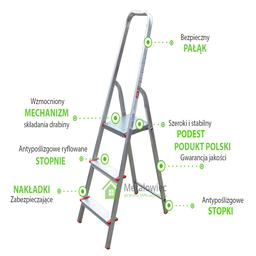 Bezpieczny
PAŁĄK
Wzmocniony
MECHANIZM
składania drabiny
Szeroki i stabilny
PODEST
PODUKT POLSKI
Gwarancja jakości
Antypoślizgowe ryflowane
STOPNIE
NAKŁADKI
Zabezpieczające
Metalowiec
Antypoślizgowe
STOPKI